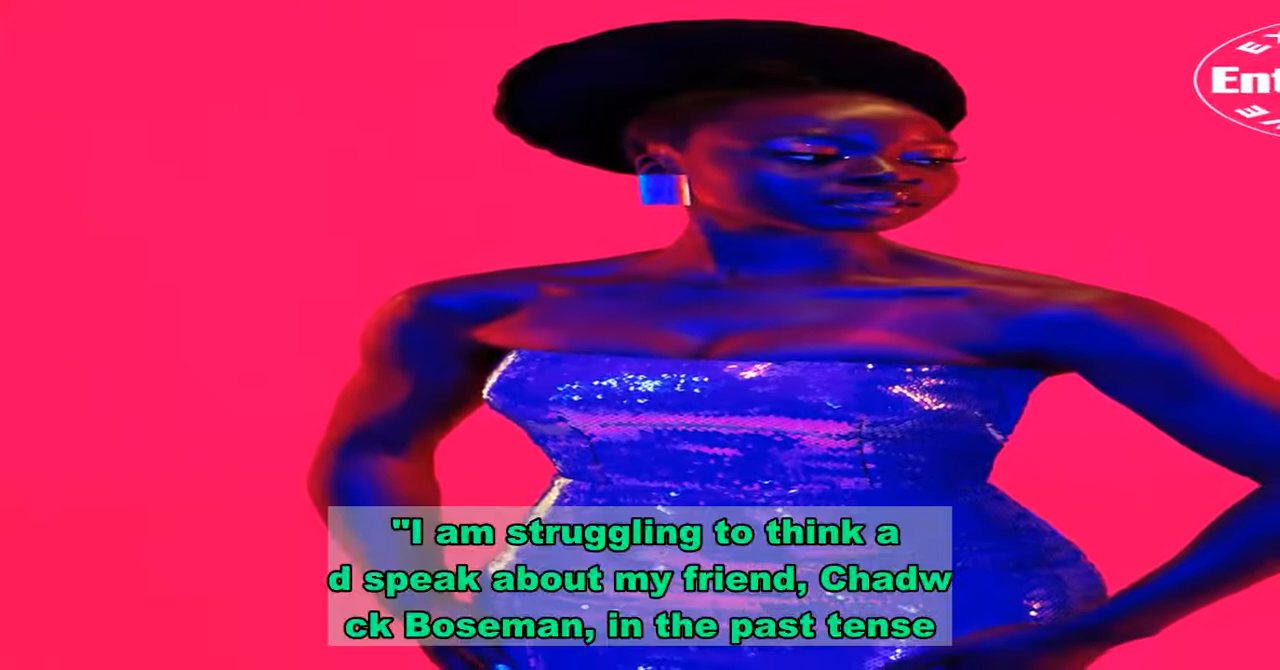 Ent
"I am struggling to think a
d speak about my friend, Chadw
ck Boseman, in the past tense